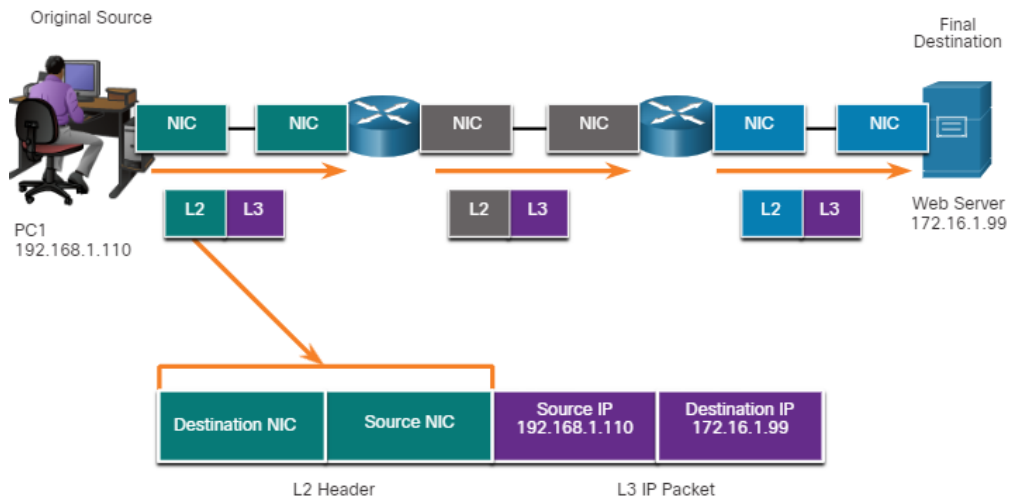 Original Source
Final
Destination
NIC
NIC
NIC
NIC
NIC
NIC
L2
L3
L2
L3
L2
L3
PC1
192.168.1.110
Web Server
172.16.1.99
Destination NIC
Source NIC
Source IP
192.168.1.110
Destination IP
172.16.1.99
L2 Header
L3 IP Packet